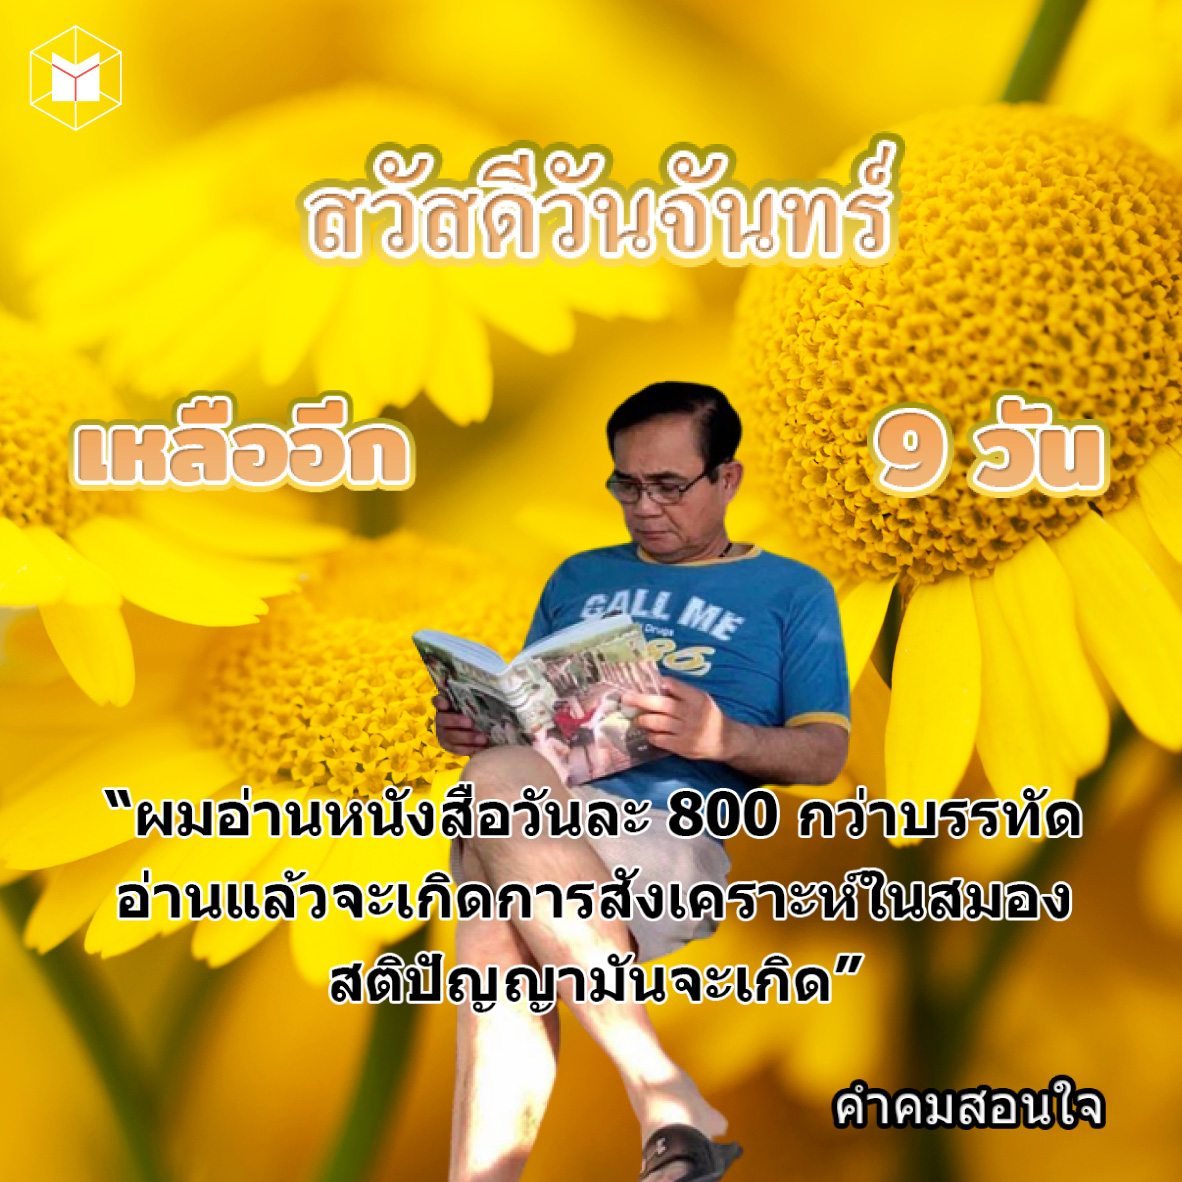 สวัสดีวันจันทร์
เหลืออีก 9 วัน
CALL ME
Drugs
86
“ผมอ่านหนังสือวันละ 800 กว่าบรรทัด
อ่านแล้วจะเกิดการสังเคราะห์ในสมอง
สติปัญญามันจะเกิด”
คำคมสอนใจ